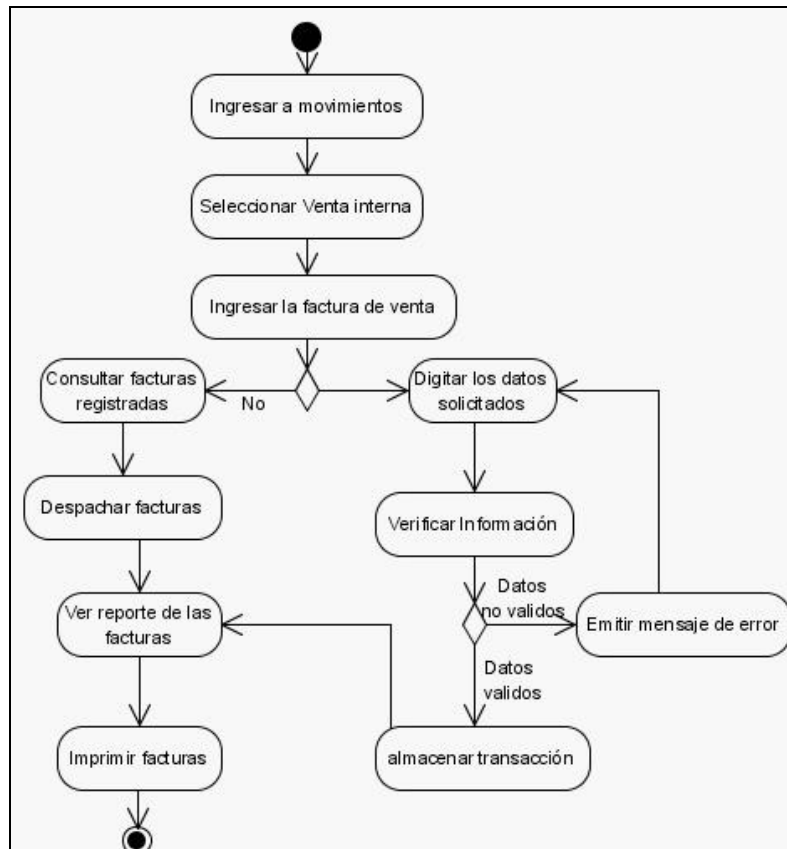 Ingresar a movimientos
Seleccionar Venta interna
Ingresar la factura de venta
Consultar facturas
registradas
No
Digitar los datos
solicitados
Despachar facturas
Verificar Información
Datos
no validos
Ver reporte de las
facturas
Emitir mensaje de error
Datos
validos
Imprimir facturas
almacenar transacción